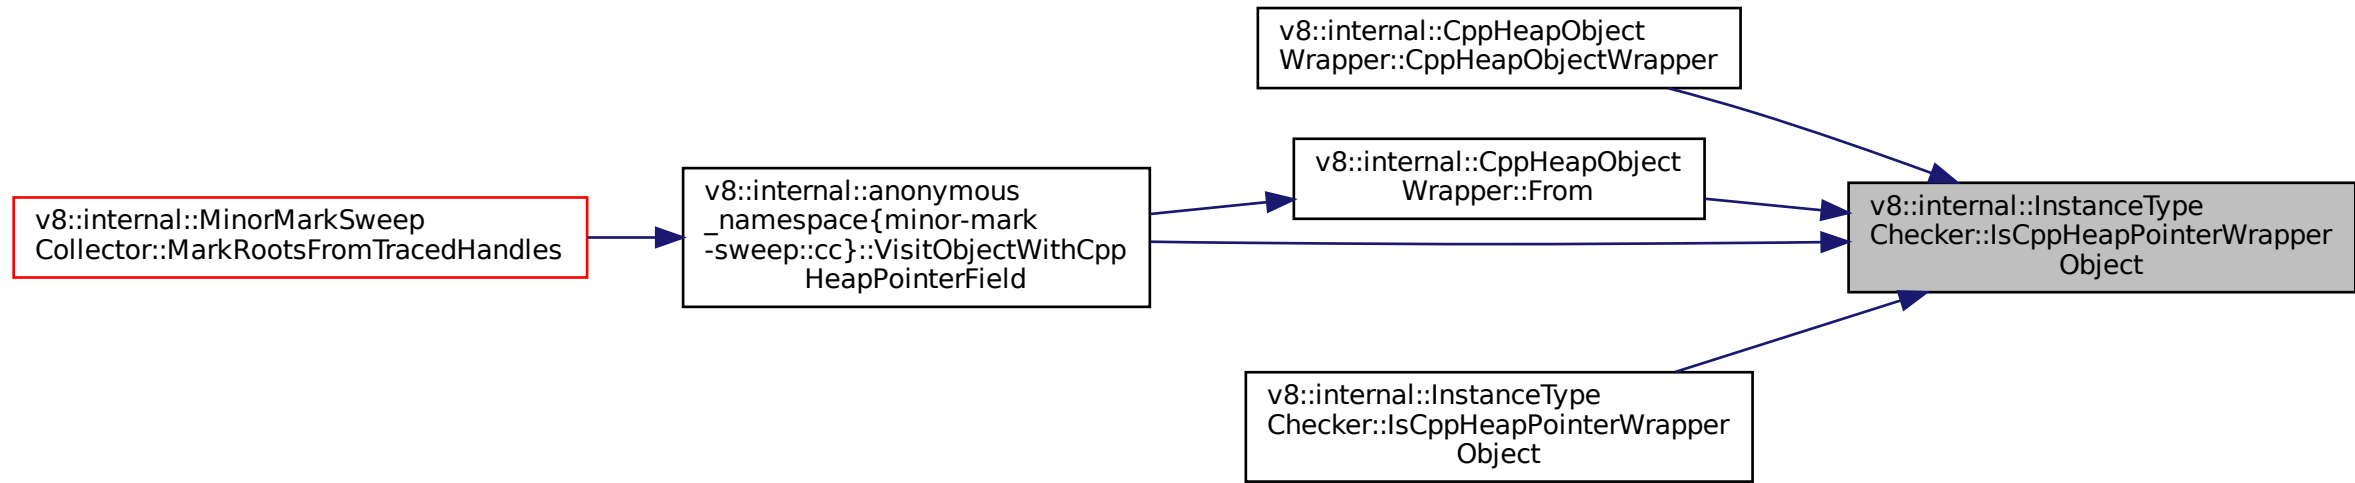 v8::internal::MinorMarkSweep
Collector::MarkRootsFromTracedHandles
v8::internal::anonymous
_namespace{minor-mark
-sweep::cc}::VisitObjectWithCpp
HeapPointerField
v8::internal::CppHeapObject
Wrapper::CppHeapObjectWrapper
v8::internal::CppHeapObject
Wrapper::From
v8::internal::InstanceType
Checker::IsCppHeapPointerWrapper
Object
v8::internal::InstanceType
Checker::IsCppHeapPointerWrapper
Object